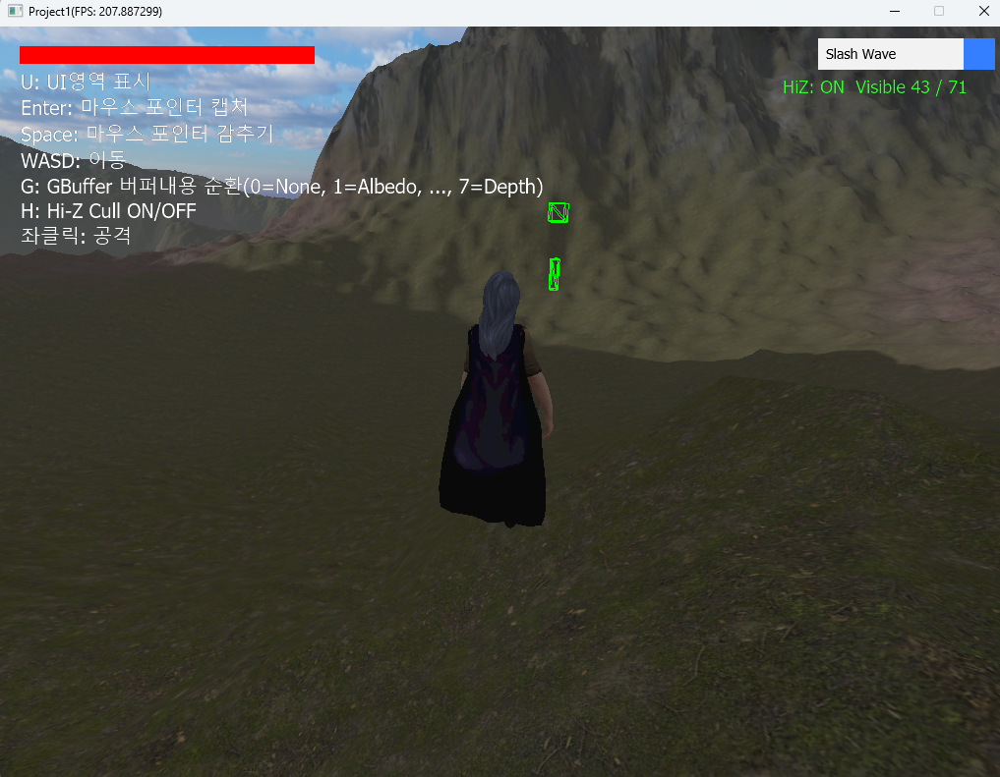 Project1(FPS: 207.887299)
Slash Wave
HiZ: ON Visible 43 / 71
U: UI영역 표시
Enter: 마우스 포인터 캡처
Space: 마우스 포인터 감추기
WASD: 이동
G: GBuffer 버퍼내용 순환(0=None, 1=Albedo, ..., 7=Depth)
H: Hi-Z Cull ON/OFF
좌클릭: 공격